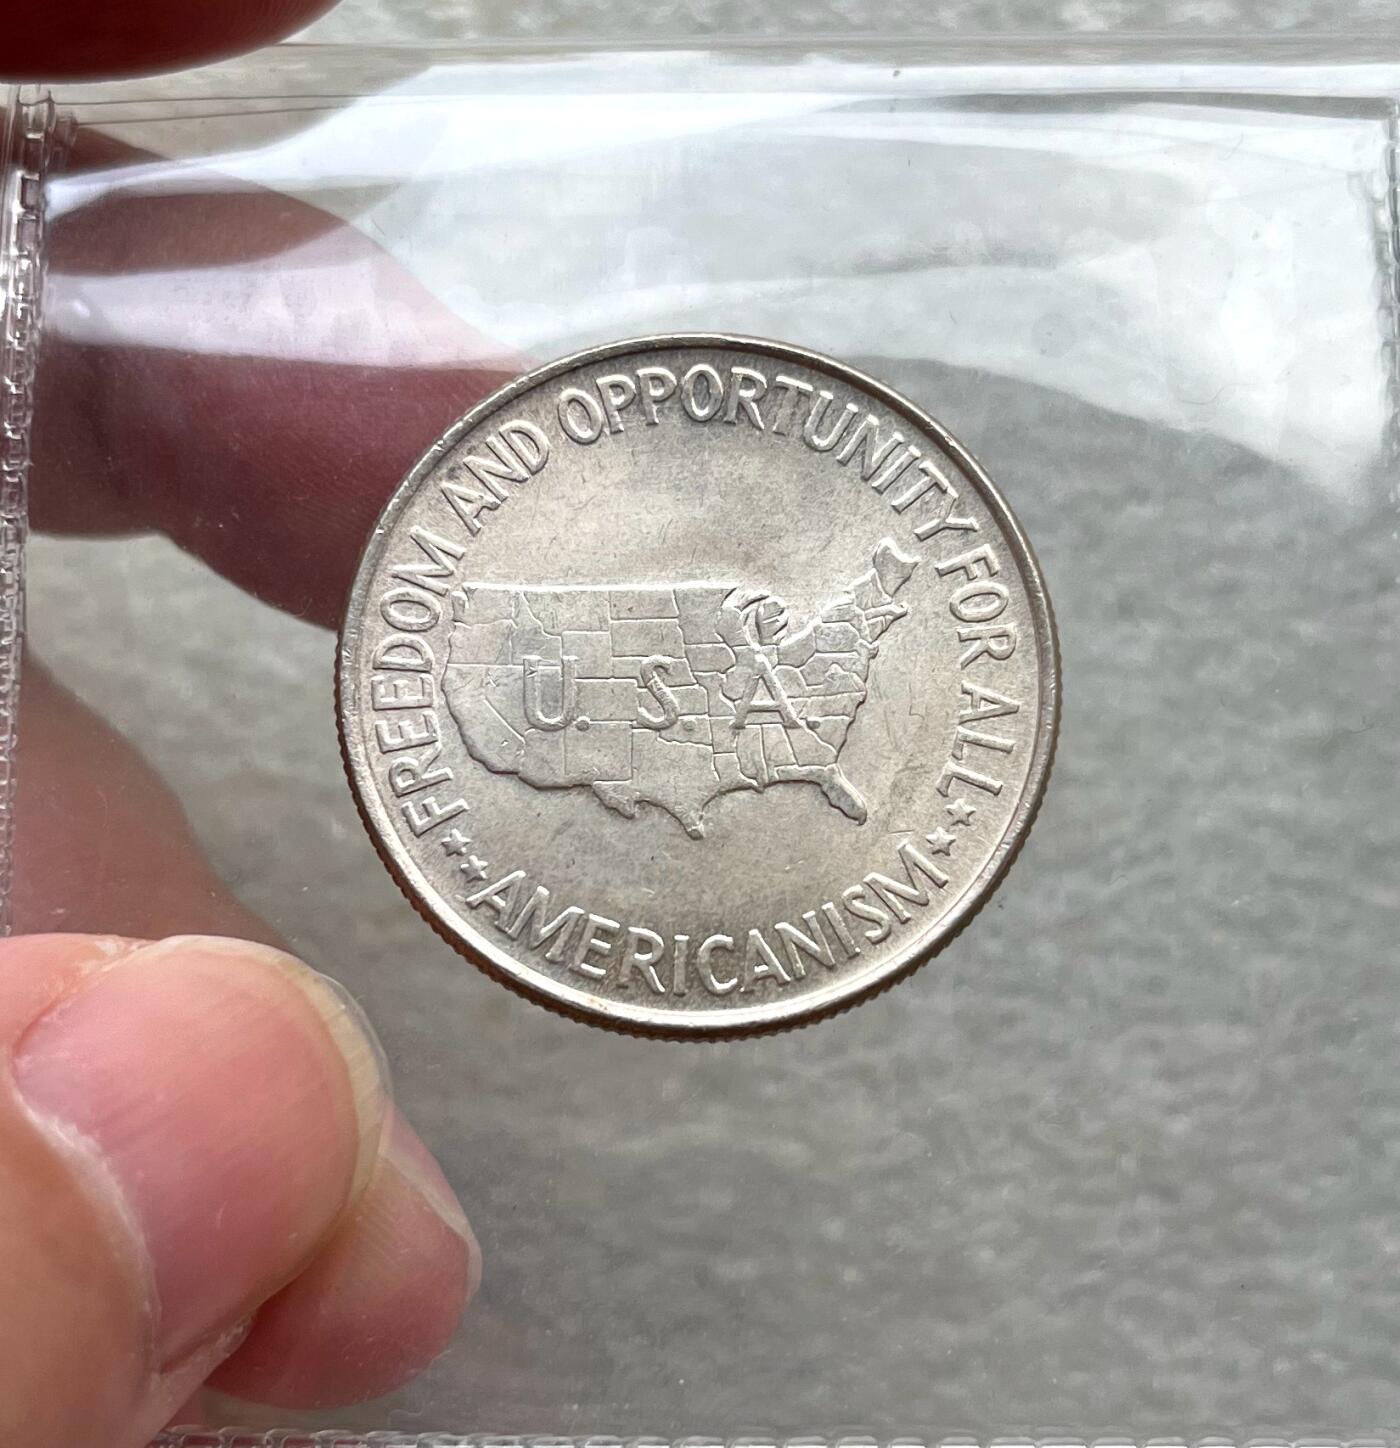 FREEDOM AND OPPORTUNITY FOR ALL
U. S. A.
AMERICANISM